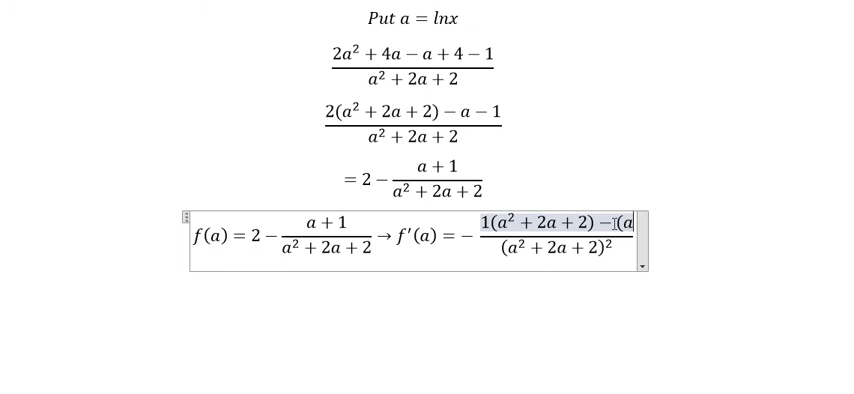 Put a = lnx
2a² + 4a − a + 4 − 1
a² + 2a + 2
2(a² + 2a + 2) − a − 1
a² + 2a + 2
= 2 − (a + 1)/(a² + 2a + 2)
f(a) = 2 − (a + 1)/(a² + 2a + 2) → f′(a) = − 1(a² + 2a + 2) − (a/(a² + 2a + 2)²